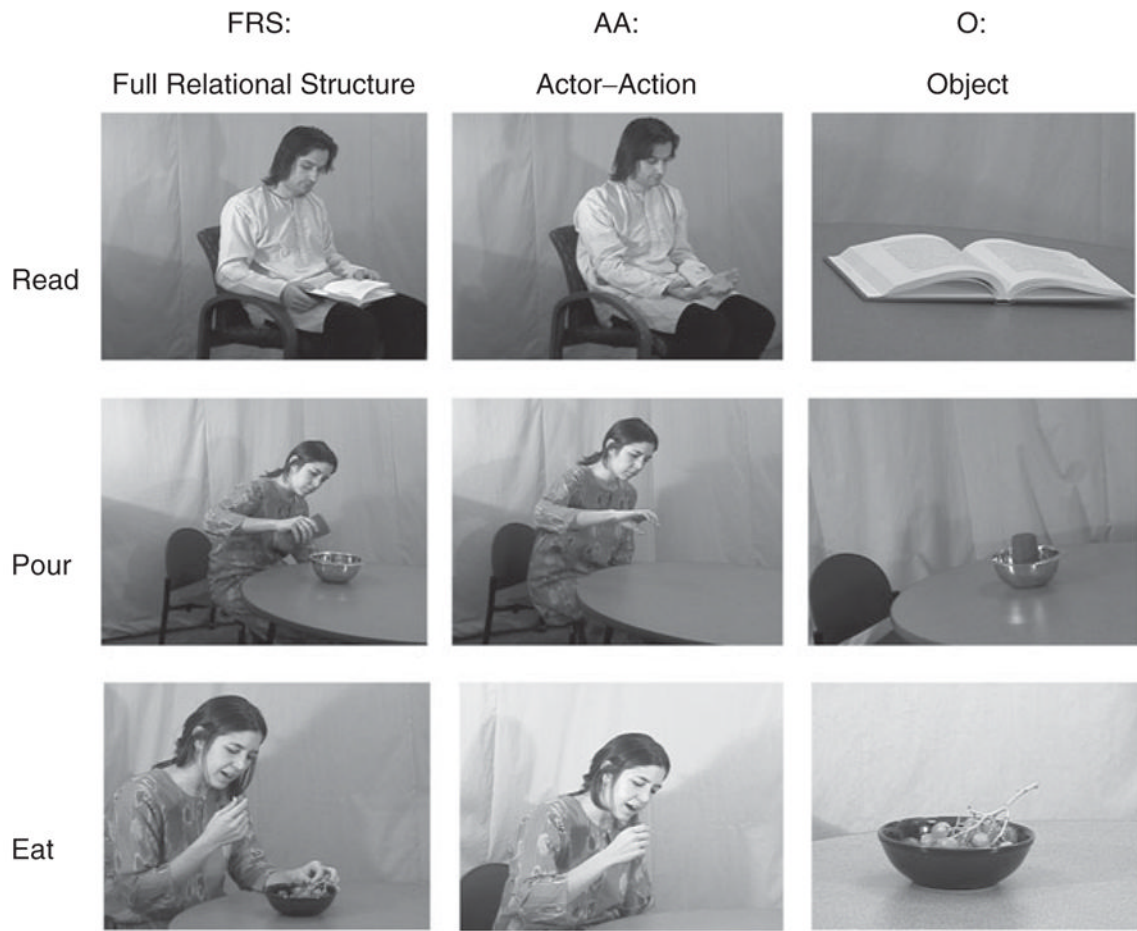 FRS:
AA:
O:
Full Relational Structure
Actor–Action
Object
Read
Pour
Eat